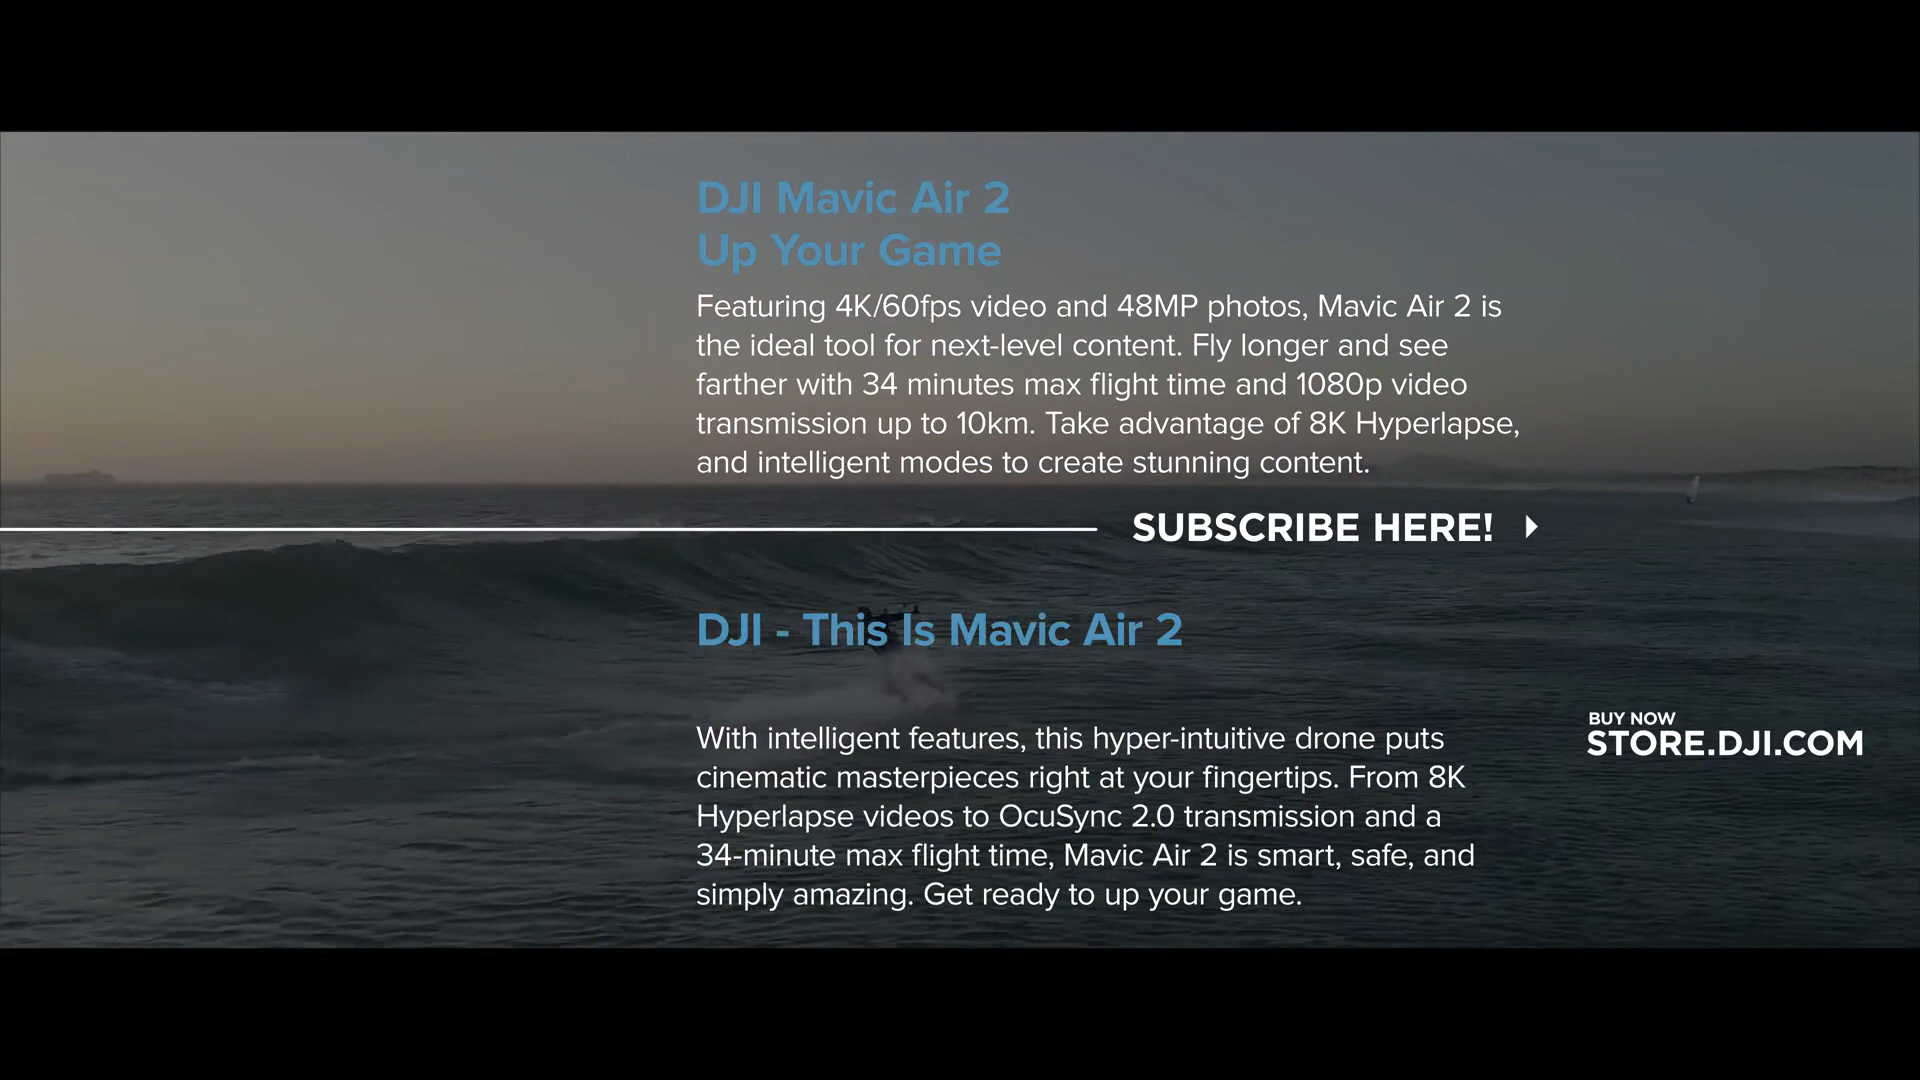 DJI Mavic Air 2
Up Your Game
Featuring 4K/60fps video and 48MP photos, Mavic Air 2 is
the ideal tool for next-level content. Fly longer and see
farther with 34 minutes max flight time and 1080p video
transmission up to 10km. Take advantage of 8K Hyperlapse,
and intelligent modes to create stunning content.
SUBSCRIBE HERE!
DJI - This Is Mavic Air 2
With intelligent features, this hyper-intuitive drone puts
cinematic masterpieces right at your fingertips. From 8K
Hyperlapse videos to OcuSync 2.0 transmission and a
34-minute max flight time, Mavic Air 2 is smart, safe, and
simply amazing. Get ready to up your game.
BUY NOW
STORE.DJI.COM